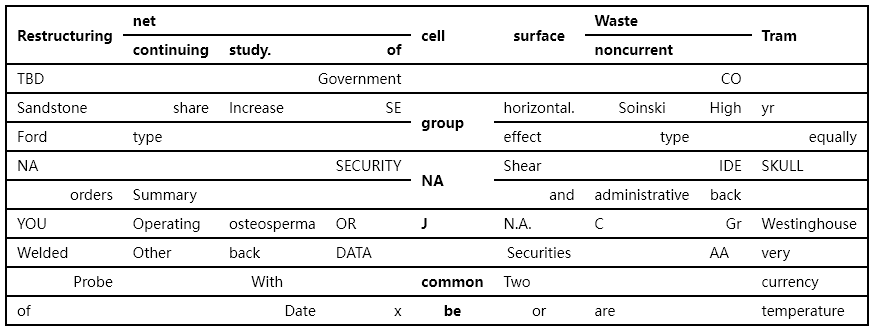 Restructuring net cell surface Waste Tram
continuing study. of noncurrent
TBD Government CO
Sandstone share Increase SE group horizontal. Soinski High yr
Ford type effect type equally
NA SECURITY NA Shear IDE SKULL
orders Summary and administrative back
YOU Operating osteosperma OR J N.A. C Gr Westinghouse
Welded Other back DATA Securities AA very
Probe With common Two currency
of Date x be or are temperature